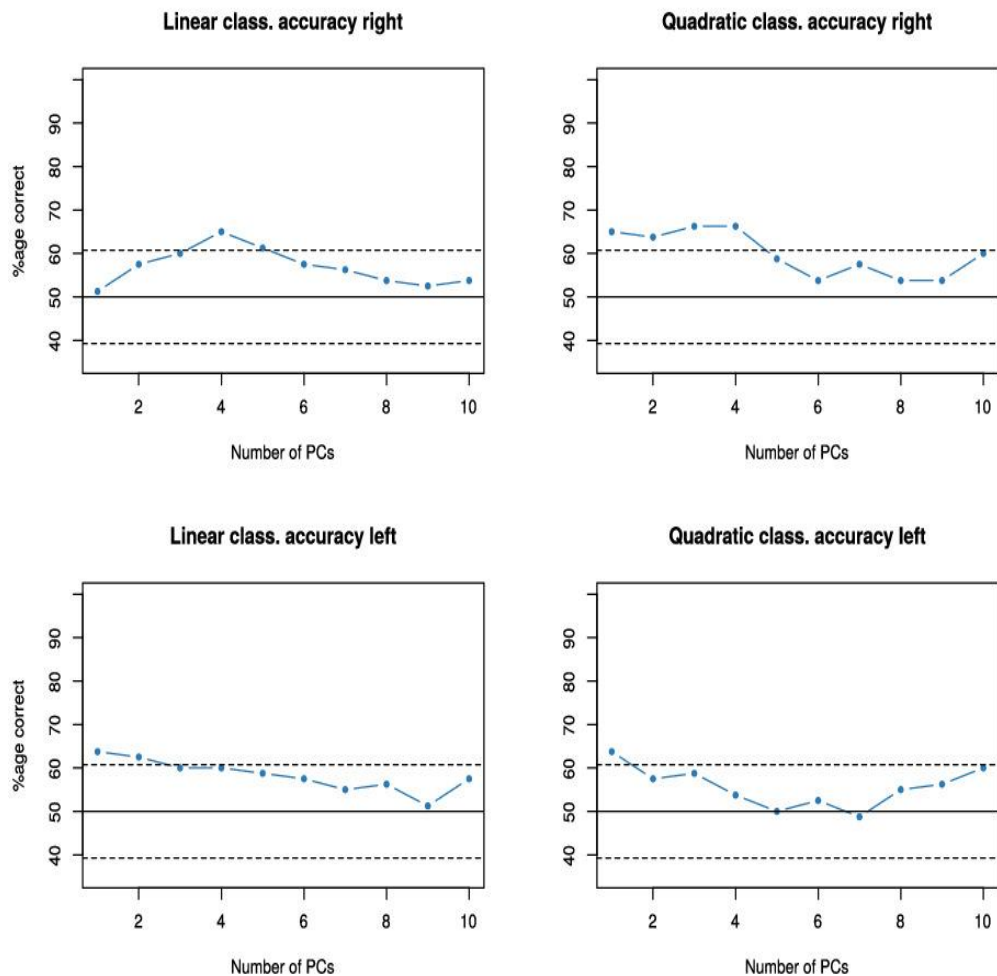 Linear class. accuracy right
%age correct
90
80
70
60
50
40
2 4 6 8 10
Number of PCs
Quadratic class. accuracy right
90
80
70
60
50
40
2 4 6 8 10
Number of PCs
Linear class. accuracy left
%age correct
90
80
70
60
50
40
2 4 6 8 10
Number of PCs
Quadratic class. accuracy left
90
80
70
60
50
40
2 4 6 8 10
Number of PCs